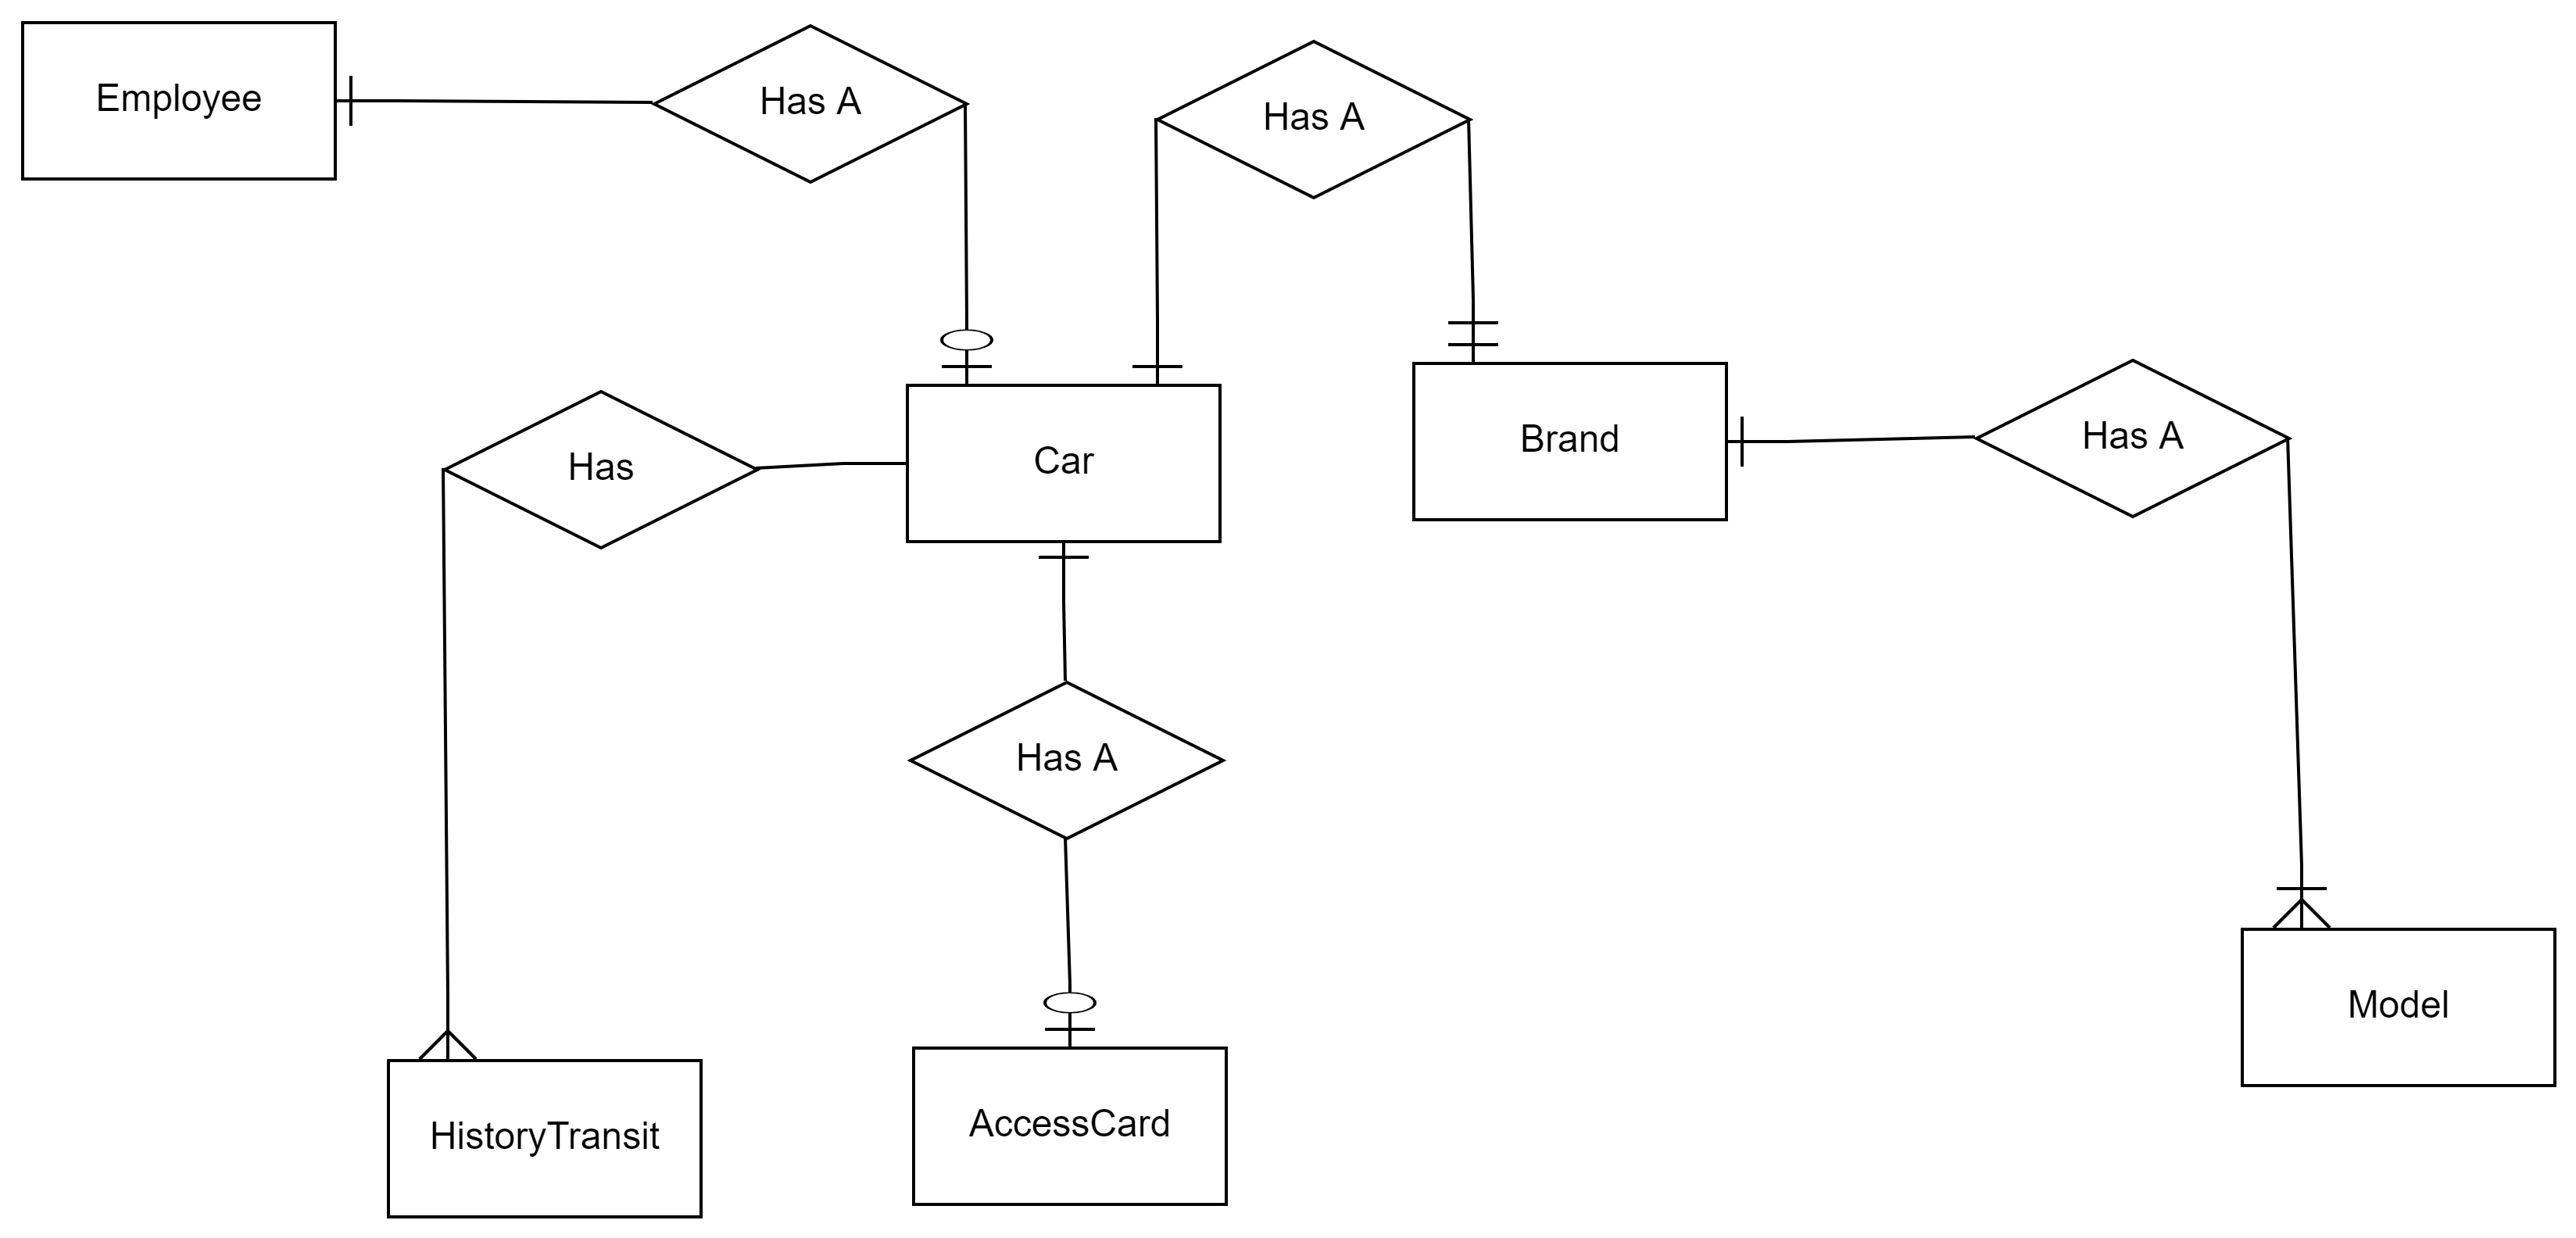 Employee
Has A
Has A
Has
Car
Brand
Has A
Has A
Model
HistoryTransit
AccessCard